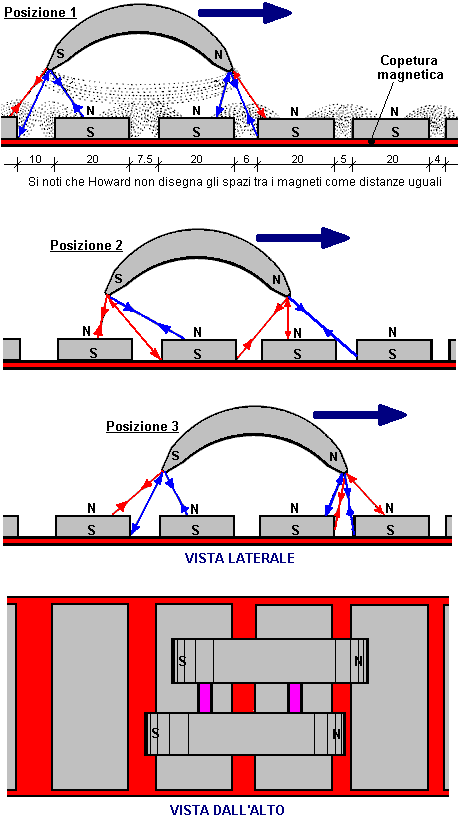 Posizione 1
S
N
Copetura
magnetica
N
N
N
N
S
S
S
S
10 20 7.5 20 6 20 5 20 4
Si noti che Howard non disegna gli spazi tra i magneti come distanze uguali
Posizione 2
S
N
N
N
N
N
S
S
S
S
Posizione 3
S
N
N
N
N
N
S
S
S
S
VISTA LATERALE
S
N
S
N
VISTA DALL'ALTO